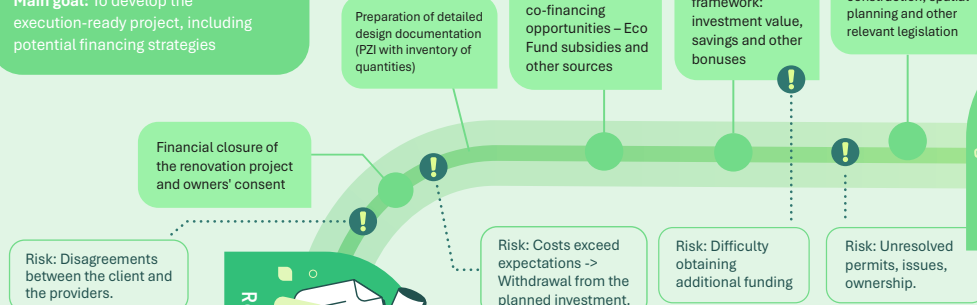 Main goal: To develop the
execution-ready project, including
potential financing strategies
Preparation of detailed
design documentation
(PZI with inventory of
quantities)
co-financing
opportunities – Eco
Fund subsidies and
other sources
framework:
investment value,
savings and other
bonuses
planning and other
relevant legislation
Financial closure of
the renovation project
and owners' consent
Risk: Disagreements
between the client and
the providers.
Risk: Costs exceed
expectations ->
Withdrawal from the
planned investment.
Risk: Difficulty
obtaining
additional funding
Risk: Unresolved
permits, issues,
ownership.
R